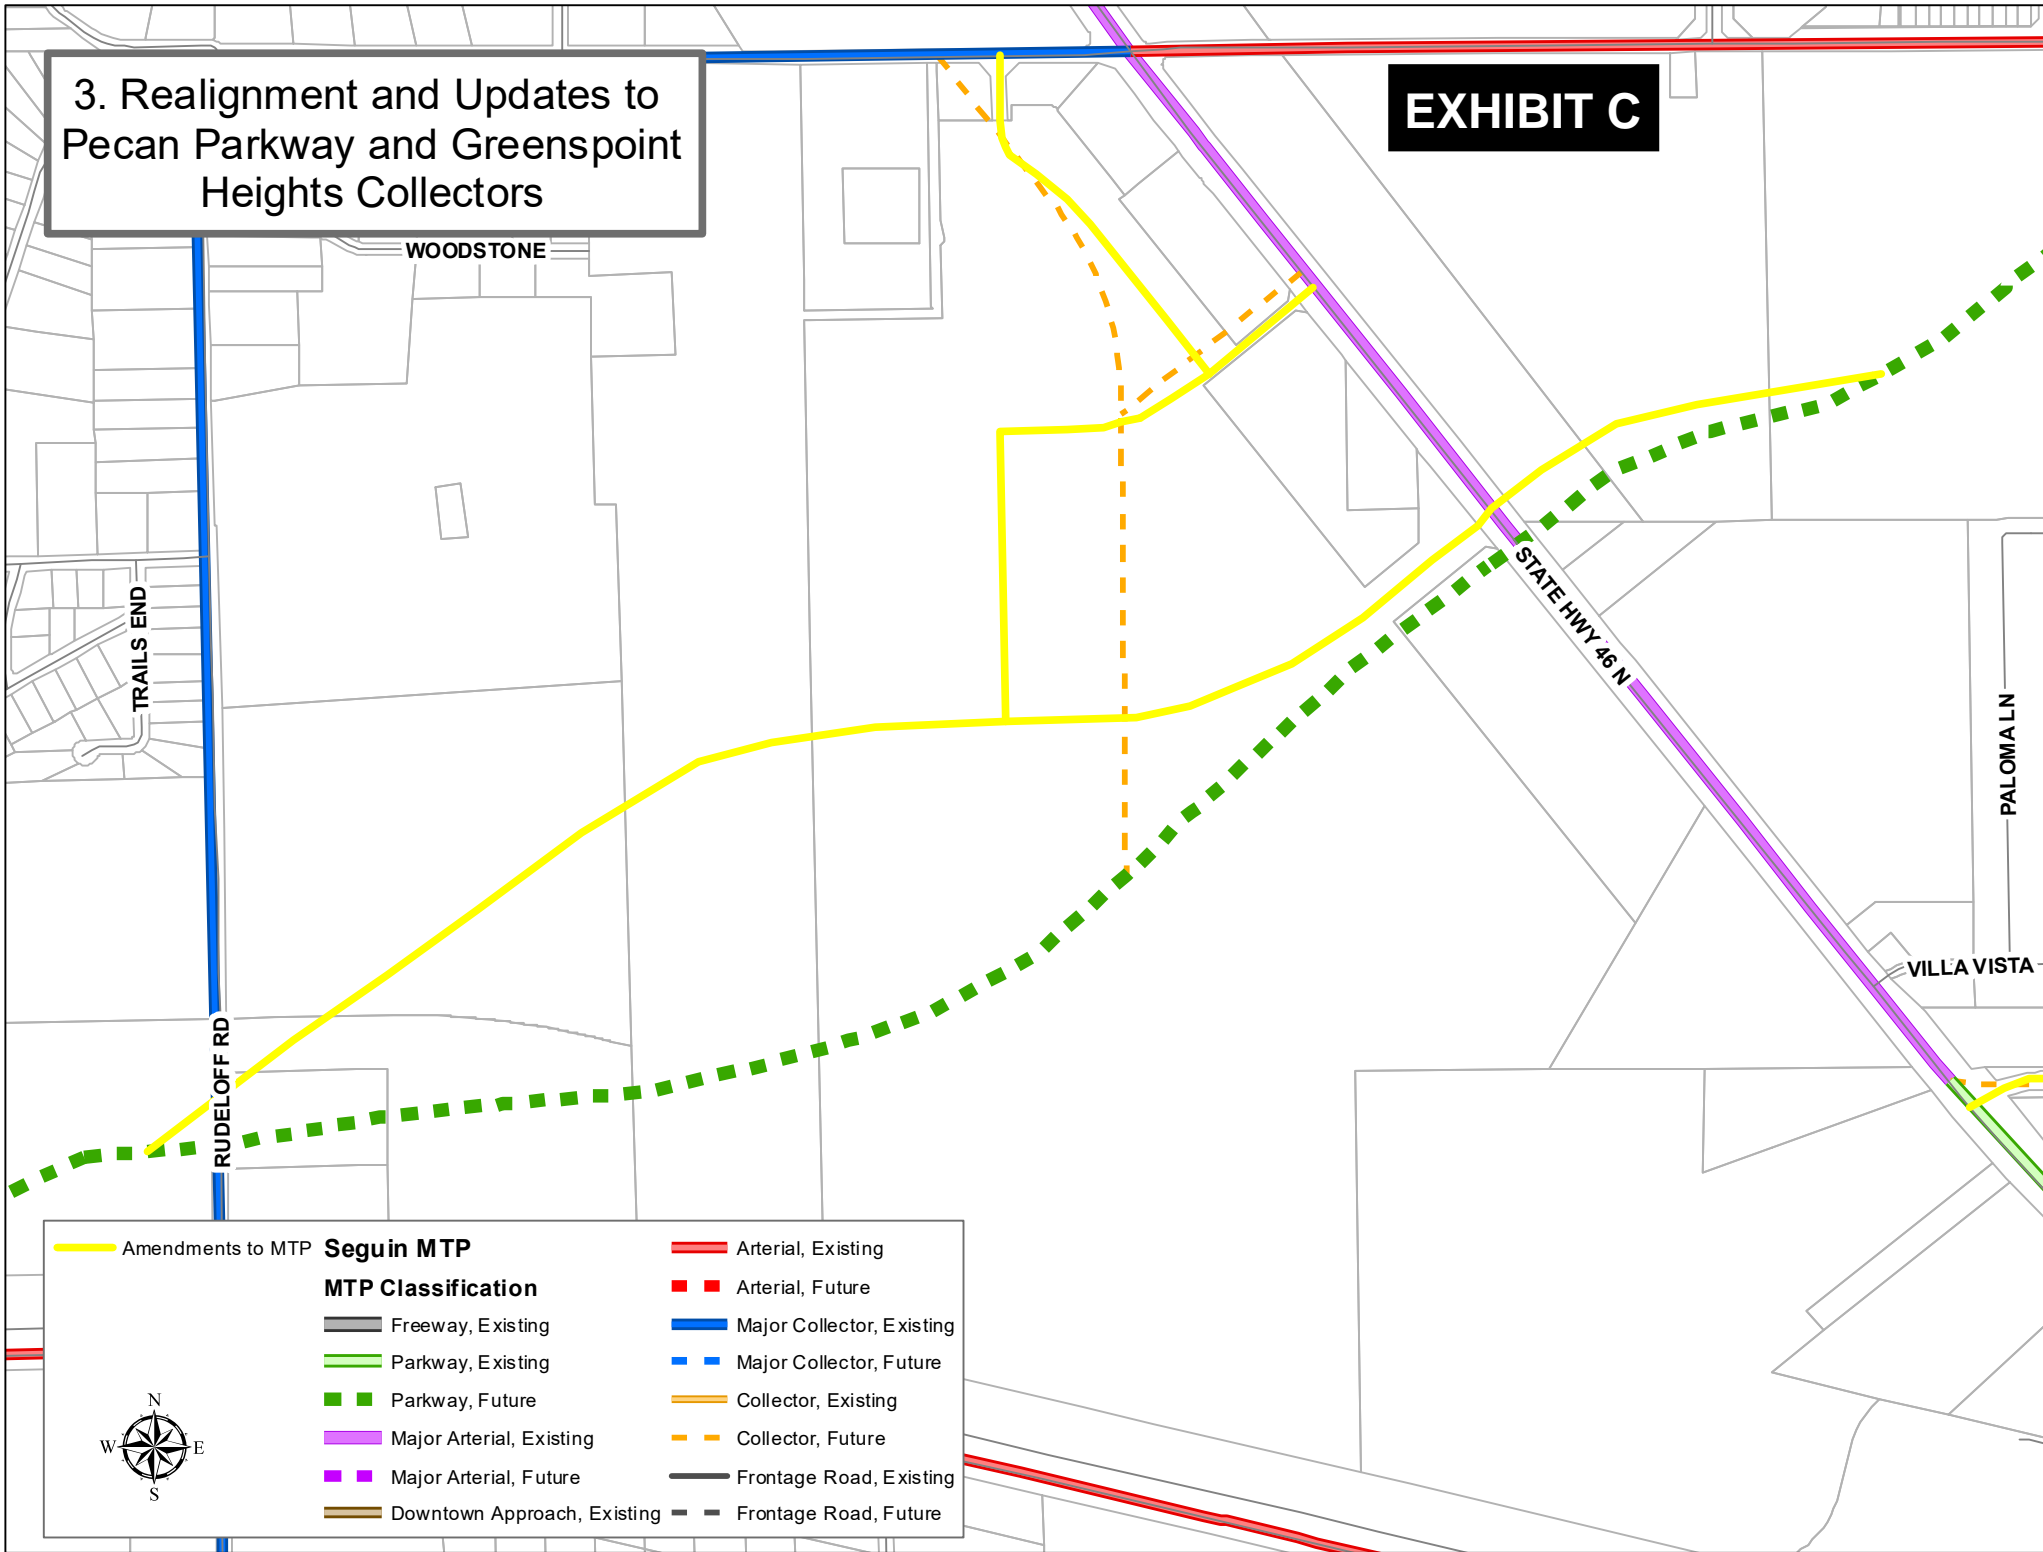 3. Realignment and Updates to
Pecan Parkway and Greenspoint
Heights Collectors
EXHIBIT C
WOODSTONE
TRAILS END
STATE HWY 46 N
PALOMA LN
VILLA VISTA
RUDELOFF RD
Amendments to MTP
Seguin MTP
MTP Classification
Freeway, Existing
Parkway, Existing
Parkway, Future
Major Arterial, Existing
Major Arterial, Future
Downtown Approach, Existing
Arterial, Existing
Arterial, Future
Major Collector, Existing
Major Collector, Future
Collector, Existing
Collector, Future
Frontage Road, Existing
Frontage Road, Future
N
W E
S